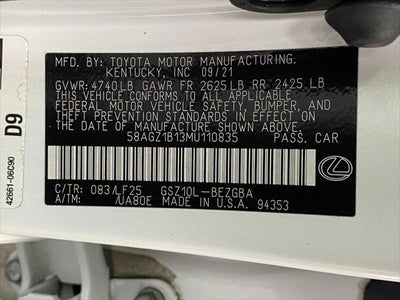 MFD. BY: TOYOTA MOTOR MANUFACTURING.
KENTUCKY, INC 09/21
GVWR: 4740LB GAWR FR 2625LB RR 2425 LB
THIS VEHICLE CONFORMS TO ALL APPLICABLE
FEDERAL MOTOR VEHICLE SAFETY, BUMPER, AND
THEFT PREVENTION STANDARDS IN EFFECT ON
THE DATE OF MANUFACTURE SHOWN ABOVE.
58AGZ1B13MU110835 PASS. CAR
C/TR: 083/LF25 GSZ10L-BEZGBA
A/TM: /UA80E MADE IN U.S.A. 94353
42661-06C90
D9